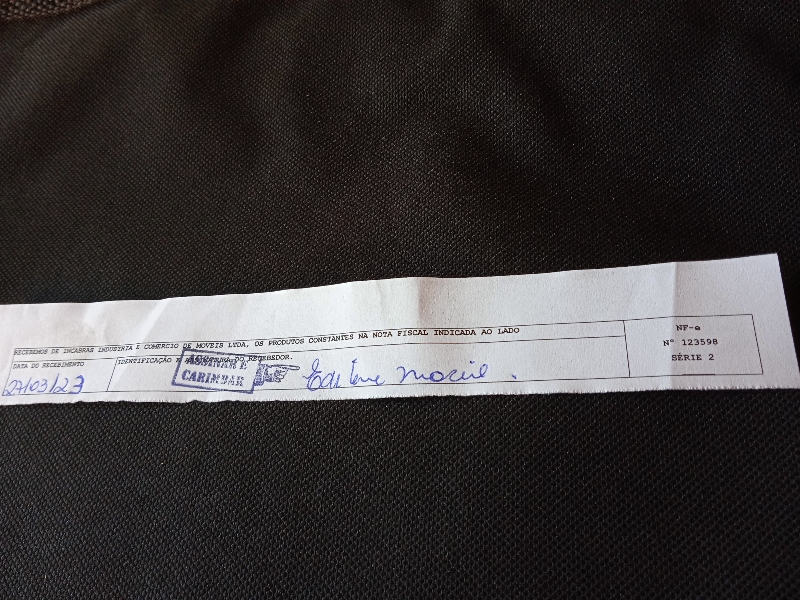 RECEBEMOS DE INCABRAS INDUSTRIA E COMERCIO DE MOVEIS LTDA, OS PRODUTOS CONSTANTES NA NOTA FISCAL INDICADA AO LADO
DATA DO RECEBIMENTO
27/03/23
IDENTIFICAÇÃO E ASSINATURA DO RECEBEDOR.
ASSINAR E
CARIMBAR
NF-e
Nº 123598
SÉRIE 2